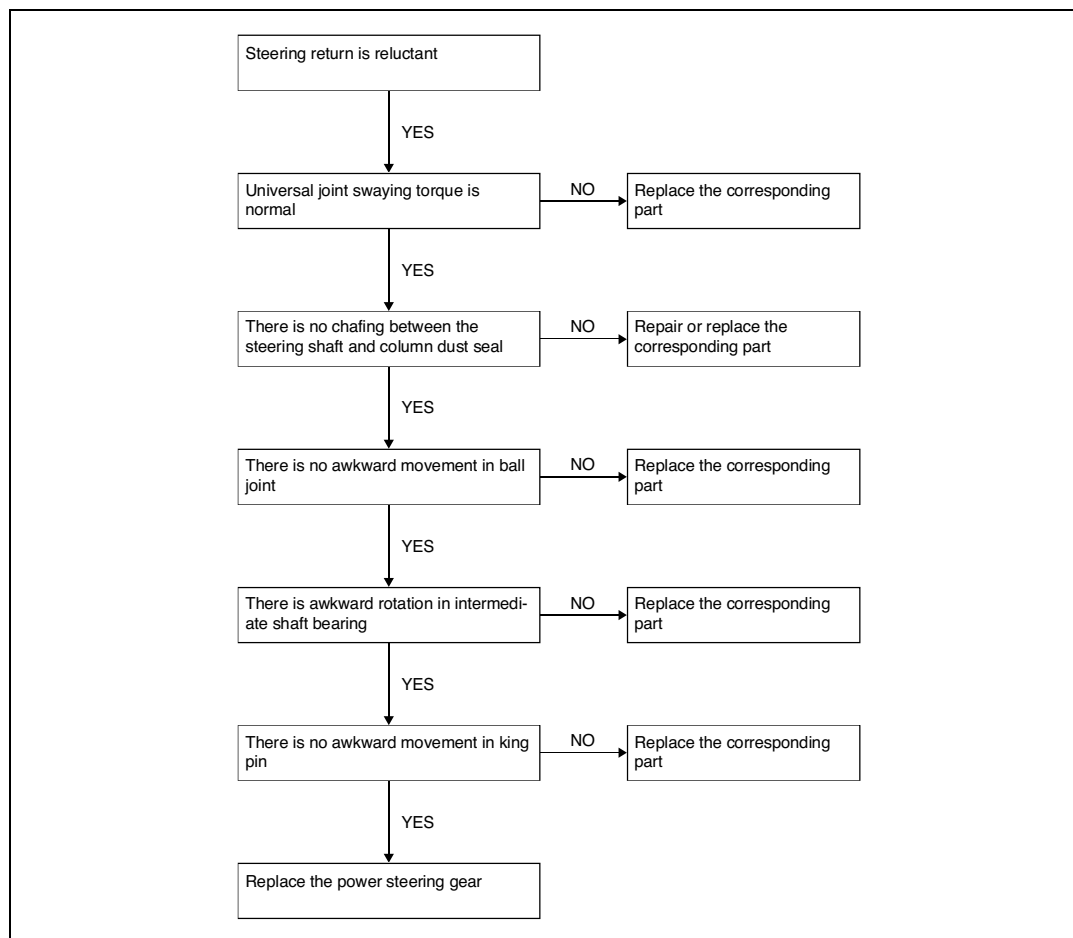 Steering return is reluctant
YES
Universal joint swaying torque is
normal
NO
Replace the corresponding
part
YES
There is no chafing between the
steering shaft and column dust seal
NO
Repair or replace the
corresponding part
YES
There is no awkward movement in ball
joint
NO
Replace the corresponding
part
YES
There is awkward rotation in intermedi-
ate shaft bearing
NO
Replace the corresponding
part
YES
There is no awkward movement in king
pin
NO
Replace the corresponding
part
YES
Replace the power steering gear